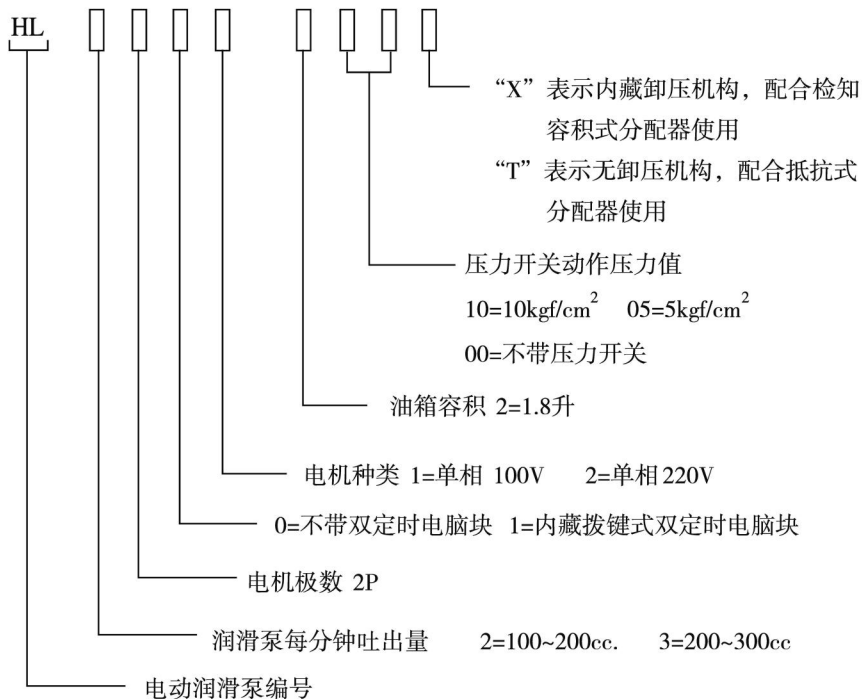 HL
“X” 表示内藏卸压机构，配合检知
容积式分配器使用
“T” 表示无卸压机构，配合抵抗式
分配器使用
压力开关动作压力值
10=10kgf/cm² 05=5kgf/cm²
00=不带压力开关
油箱容积 2=1.8升
电机种类 1=单相 100V 2=单相220V
0=不带双定时电脑块 1=内藏拨键式双定时电脑块
电机极数 2P
润滑泵每分钟吐出量 2=100~200cc. 3=200~300cc
电动润滑泵编号